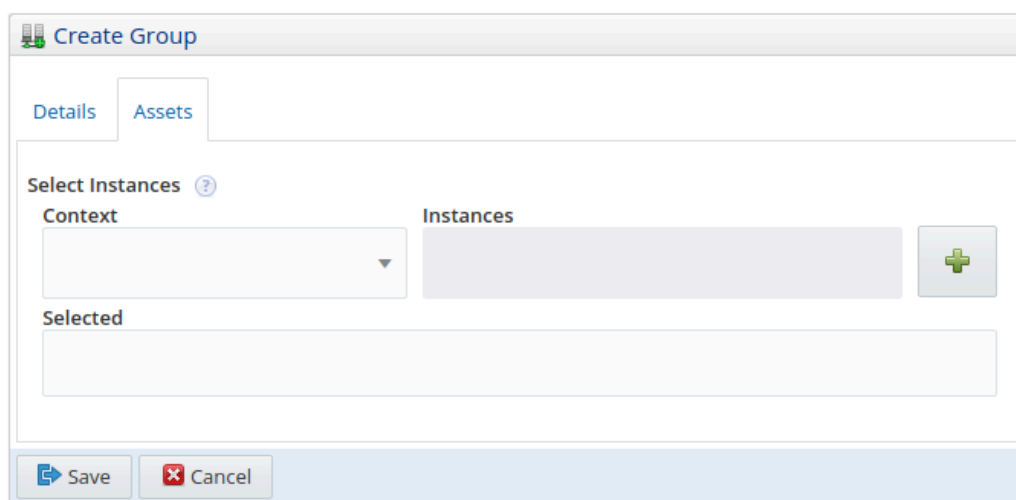 Create Group
Details Assets
Select Instances ?
Context Instances
Selected
Save Cancel